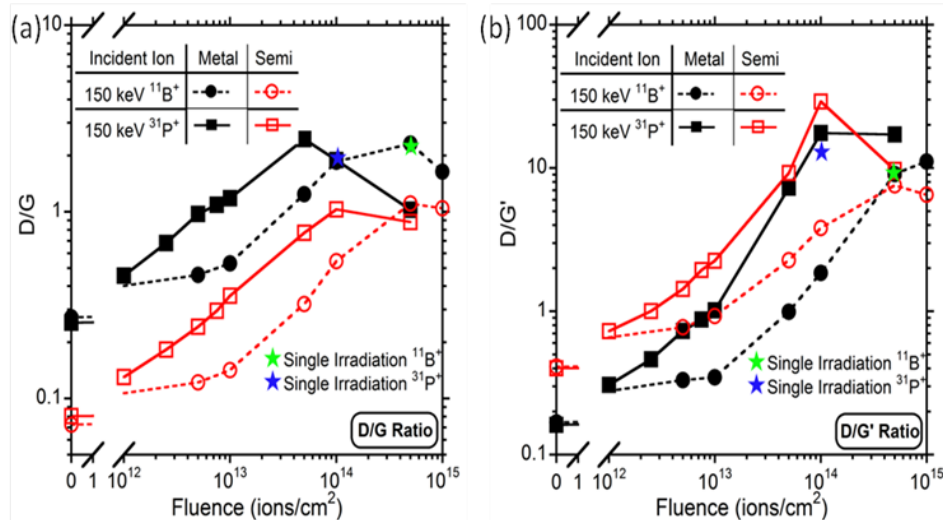 (a)
10
1
0.1
D/G
Incident Ion Metal Semi
150 keV ¹¹B⁺
150 keV ³¹P⁺
Single Irradiation ¹¹B⁺
Single Irradiation ³¹P⁺
D/G Ratio
0 1 10¹² 10¹³ 10¹⁴ 10¹⁵
Fluence (ions/cm²)
(b)
100
10
1
0.1
D/G'
Incident Ion Metal Semi
150 keV ¹¹B⁺
150 keV ³¹P⁺
Single Irradiation ¹¹B⁺
Single Irradiation ³¹P⁺
D/G' Ratio
0 1 10¹² 10¹³ 10¹⁴ 10¹⁵
Fluence (ions/cm²)